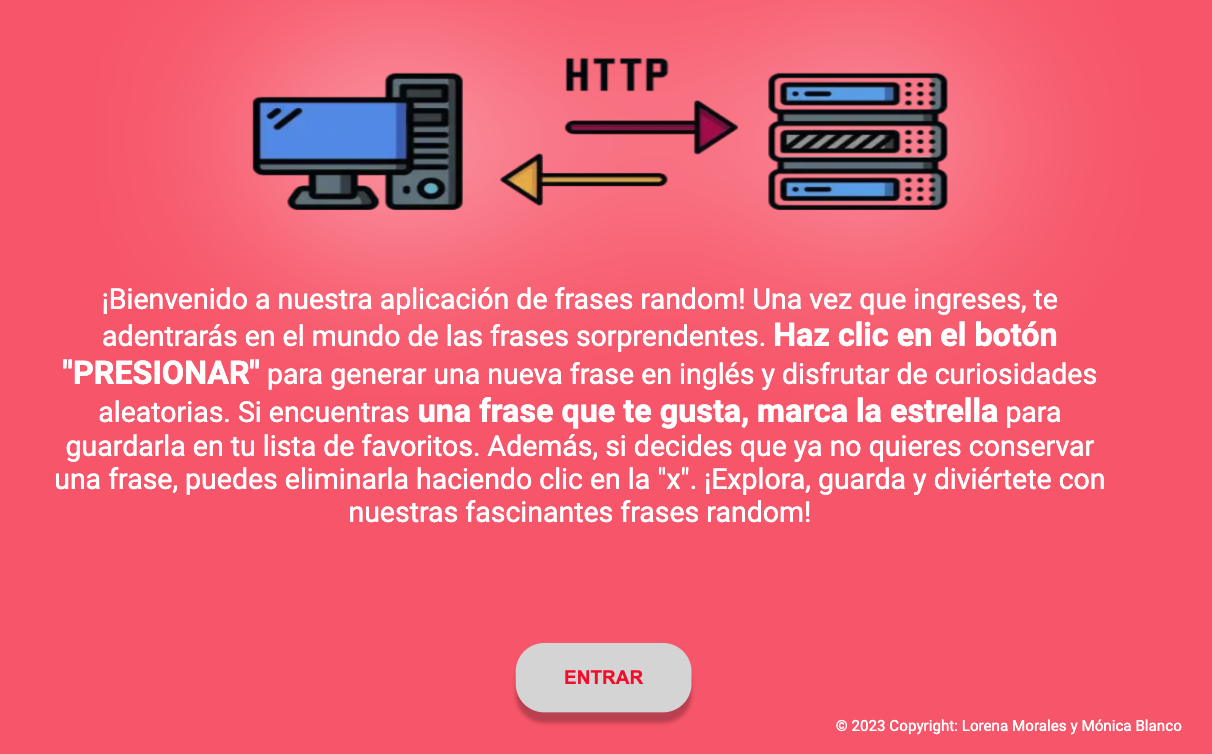 HTTP
¡Bienvenido a nuestra aplicación de frases random! Una vez que ingreses, te
adentrarás en el mundo de las frases sorprendentes. Haz clic en el botón
"PRESIONAR" para generar una nueva frase en inglés y disfrutar de curiosidades
aleatorias. Si encuentras una frase que te gusta, marca la estrella para
guardarla en tu lista de favoritos. Además, si decides que ya no quieres conservar
una frase, puedes eliminarla haciendo clic en la "x". ¡Explora, guarda y diviértete con
nuestras fascinantes frases random!
ENTRAR
© 2023 Copyright: Lorena Morales y Mónica Blanco